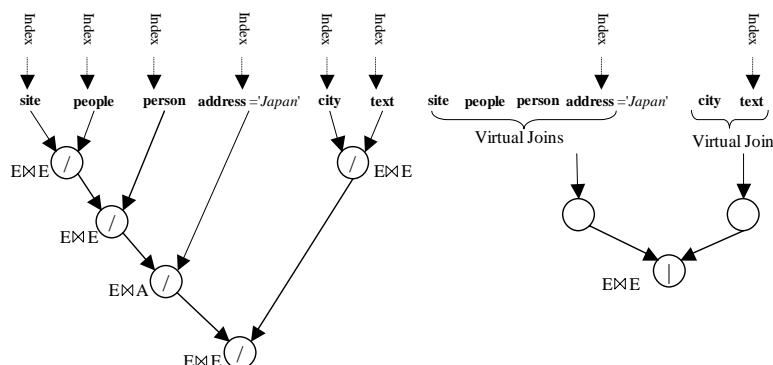 Index Index Index Index Index Index Index Index
site people person address ='Japan' city text site people person address ='Japan' city text
Virtual Joins Virtual Join
/ / E⋈E
E⋈E
/
E⋈E
/ |
E⋈A E⋈E
/
E⋈E